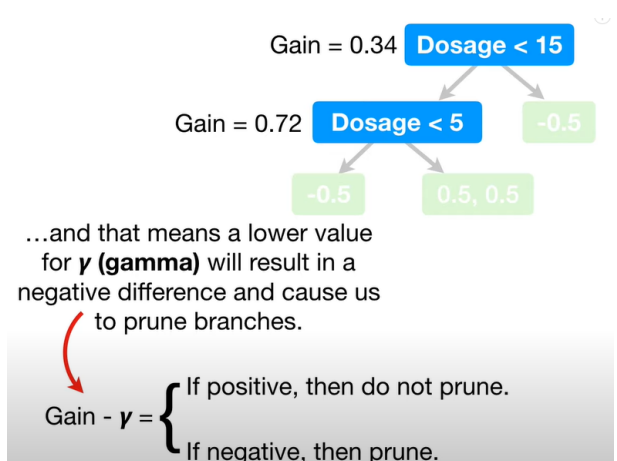 Gain = 0.34 Dosage < 15
Gain = 0.72 Dosage < 5 -0.5
-0.5 0.5, 0.5
…and that means a lower value
for γ (gamma) will result in a
negative difference and cause us
to prune branches.
If positive, then do not prune.
Gain - γ = {
If negative, then prune.